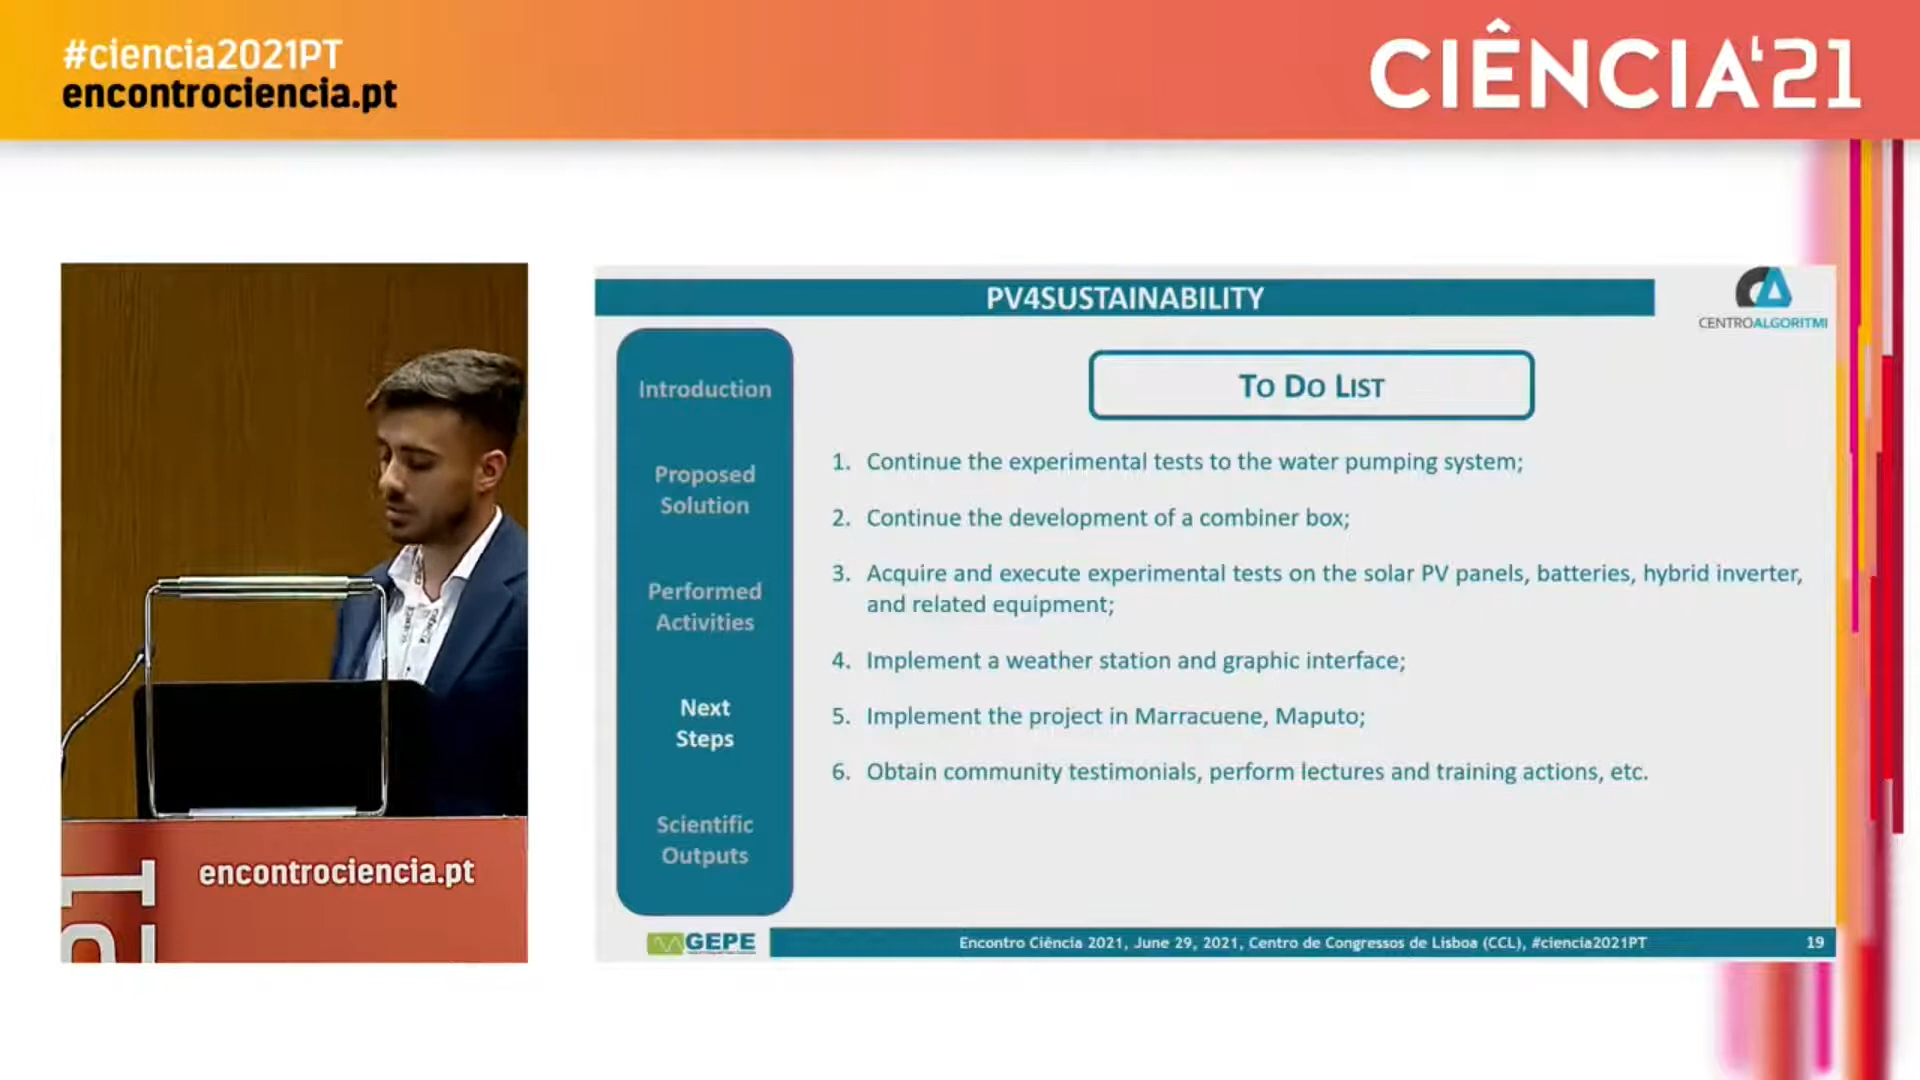 #ciencia2021PT
encontrociencia.pt
CIÊNCIA'21
PV4SUSTAINABILITY
CENTROALGORITMI
Introduction
Proposed
Solution
Performed
Activities
Next
Steps
Scientific
Outputs
TO DO LIST
1. Continue the experimental tests to the water pumping system;
2. Continue the development of a combiner box;
3. Acquire and execute experimental tests on the solar PV panels, batteries, hybrid inverter,
and related equipment;
4. Implement a weather station and graphic interface;
5. Implement the project in Marracuene, Maputo;
6. Obtain community testimonials, perform lectures and training actions, etc.
encontrociencia.pt
GEPE
Encontro Ciência 2021, June 29, 2021, Centro de Congressos de Lisboa (CCL), #ciencia2021PT
19